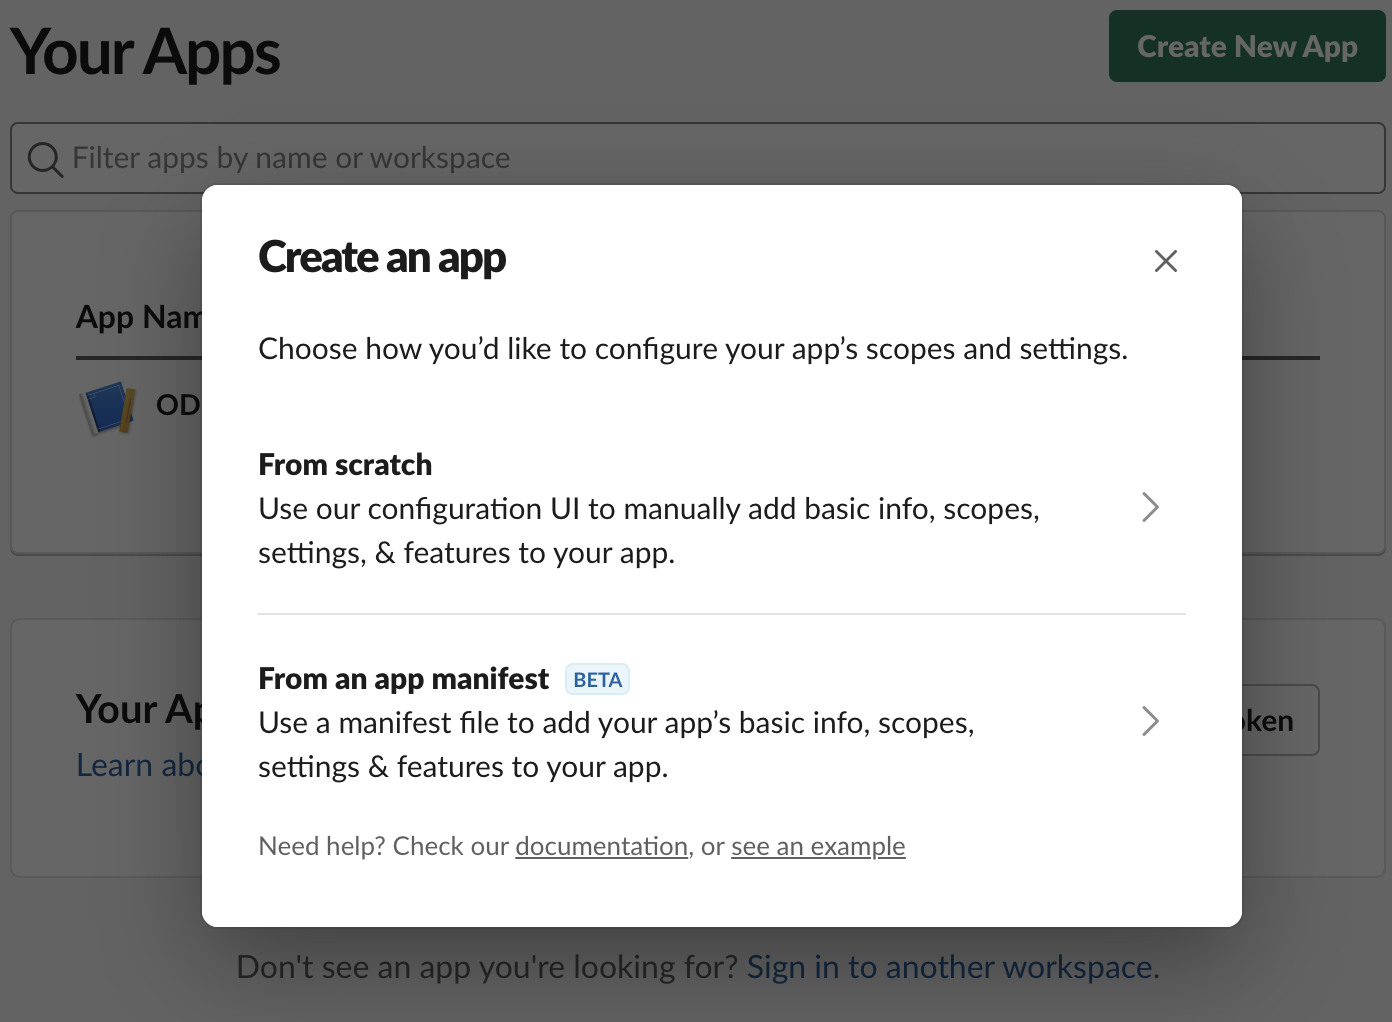 Your Apps
Create New App
Filter apps by name or workspace
Create an app
App Nam
Choose how you’d like to configure your app’s scopes and settings.
OD
From scratch
Use our configuration UI to manually add basic info, scopes,
settings, & features to your app.
From an app manifest BETA
Use a manifest file to add your app’s basic info, scopes,
settings & features to your app.
Your Ap
oken
Learn abo
Need help? Check our documentation, or see an example
Don't see an app you're looking for? Sign in to another workspace.